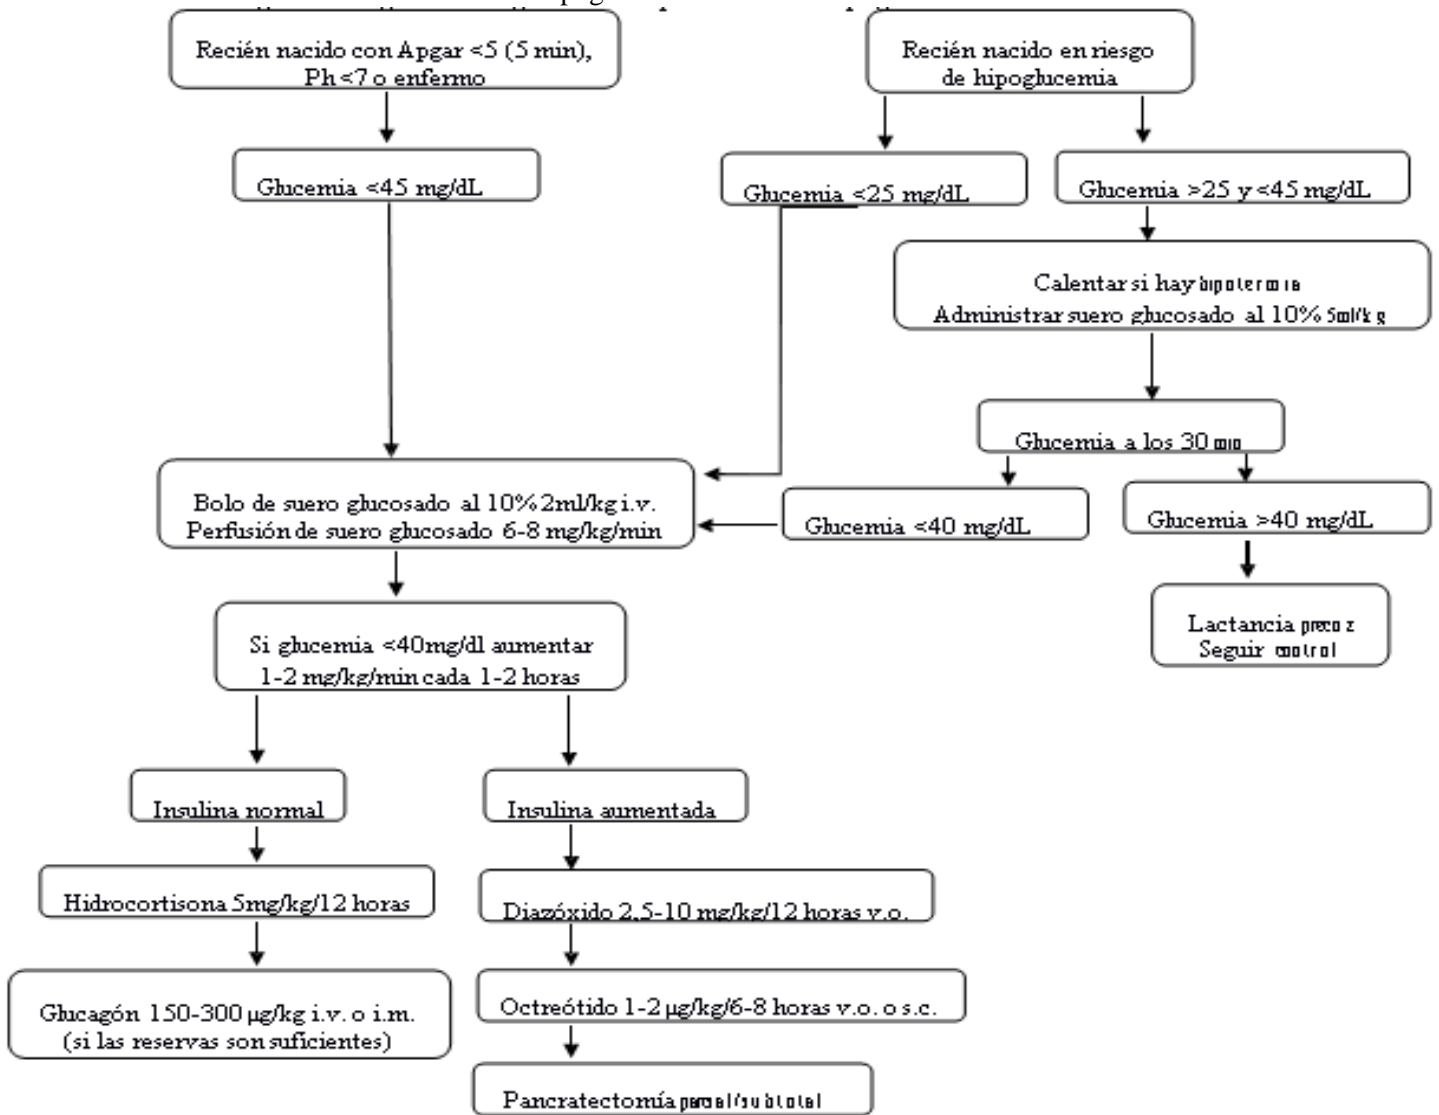 Recién nacido con Apgar <5 (5 min),
Ph <7 o enfermo
Recién nacido en riesgo
de hipoglucemia
Glucemia <45 mg/dL
Glucemia <25 mg/dL
Glucemia >25 y <45 mg/dL
Calentar si hay hipotermia
Administrar suero glucosado al 10% 5ml/kg
Glucemia a los 30 min
Bolo de suero glucosado al 10% 2ml/kg i.v.
Perfusión de suero glucosado 6-8 mg/kg/min
Glucemia <40 mg/dL
Glucemia >40 mg/dL
Lactancia precoz
Seguir control
Si glucemia <40mg/dl aumentar
1-2 mg/kg/min cada 1-2 horas
Insulina normal
Insulina aumentada
Hidrocortisona 5mg/kg/12 horas
Diazóxido 2,5-10 mg/kg/12 horas v.o.
Glucagón 150-300 µg/kg i.v. o i.m.
(si las reservas son suficientes)
Octreótido 1-2 µg/kg/6-8 horas v.o. o s.c.
Pancratectomía parcial/subtotal